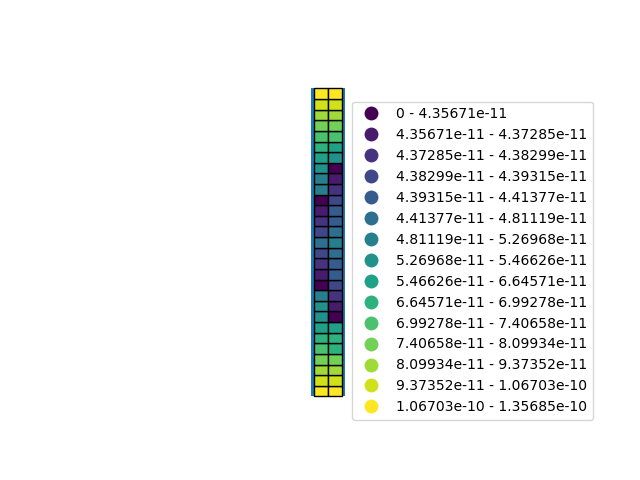 0 - 4.35671e-11
4.35671e-11 - 4.37285e-11
4.37285e-11 - 4.38299e-11
4.38299e-11 - 4.39315e-11
4.39315e-11 - 4.41377e-11
4.41377e-11 - 4.81119e-11
4.81119e-11 - 5.26968e-11
5.26968e-11 - 5.46626e-11
5.46626e-11 - 6.64571e-11
6.64571e-11 - 6.99278e-11
6.99278e-11 - 7.40658e-11
7.40658e-11 - 8.09934e-11
8.09934e-11 - 9.37352e-11
9.37352e-11 - 1.06703e-10
1.06703e-10 - 1.35685e-10